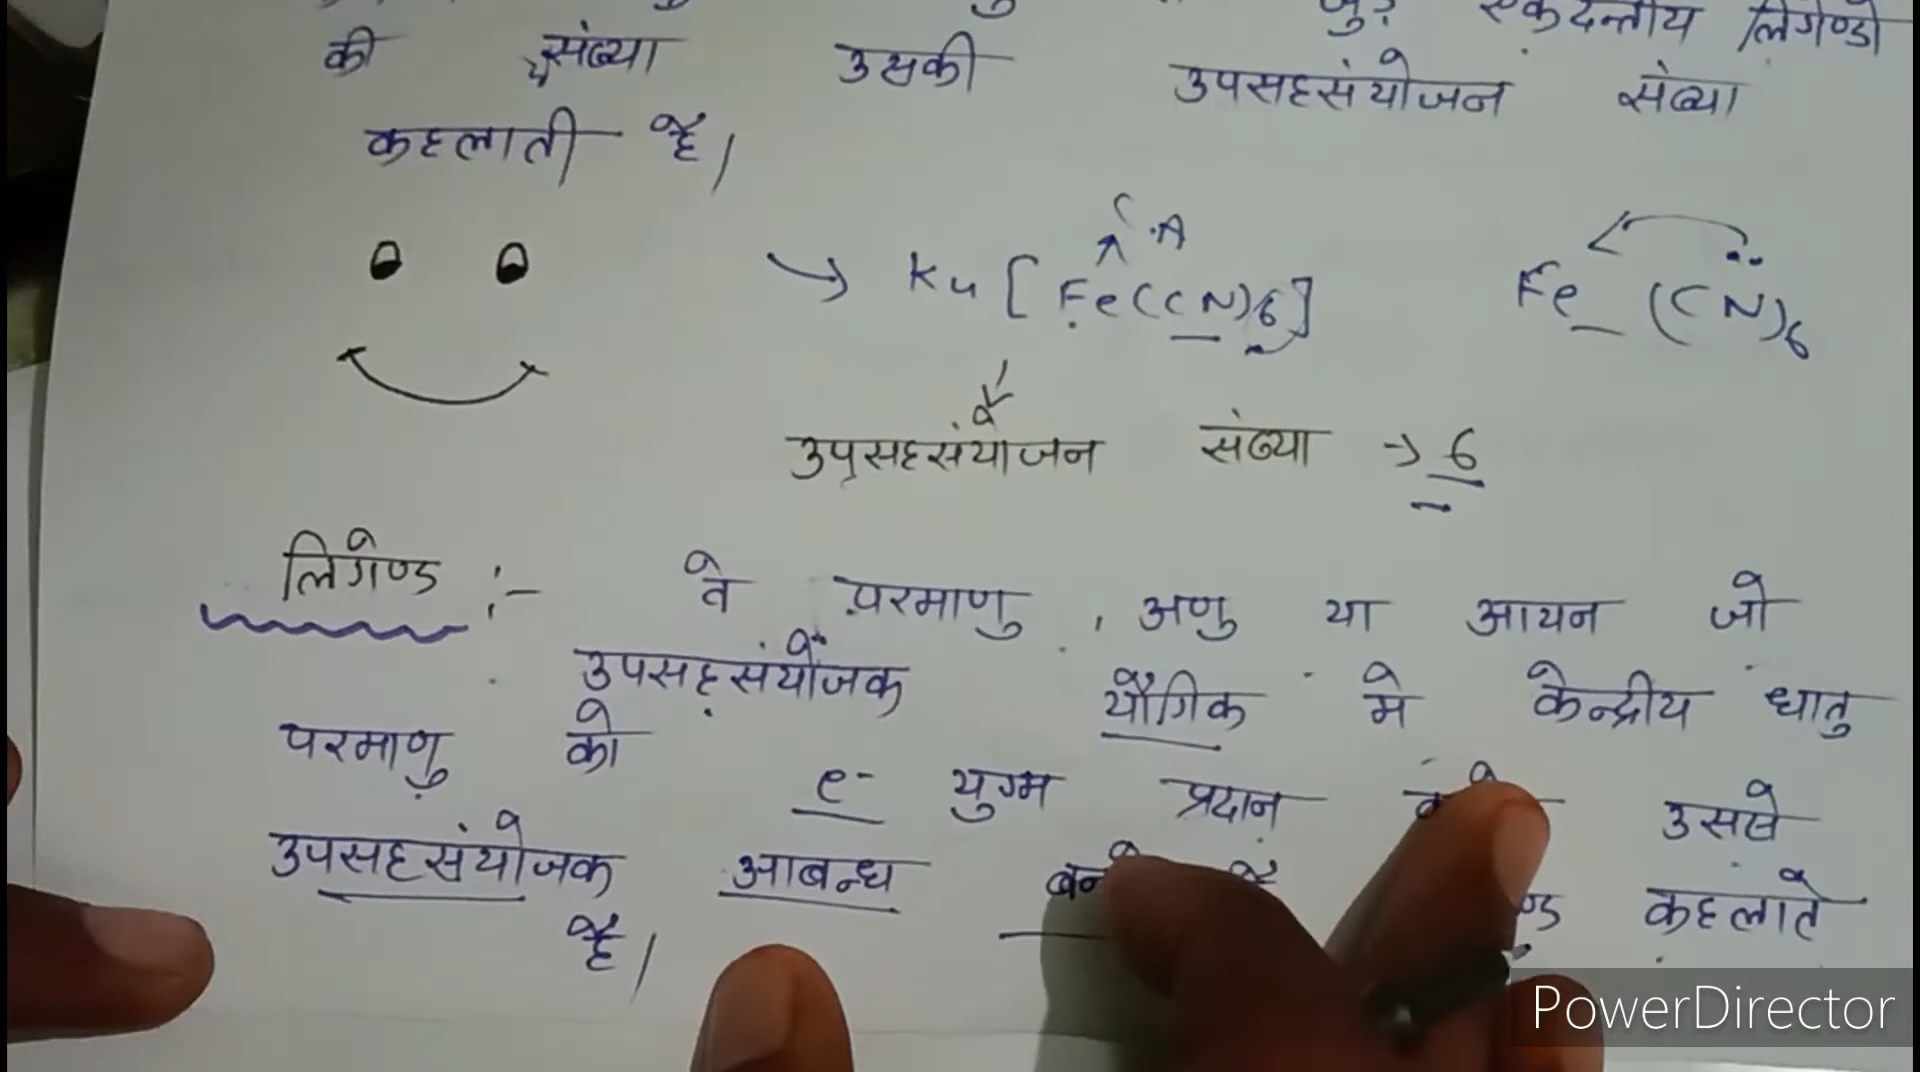 जुड़े एकदन्तीय लिगेण्डो
की संख्या उसकी उपसहसंयोजन संख्या
कहलाती है।
→ K4 [Fe(CN)6] Fe (CN)6
उपसहसंयोजन संख्या → 6
लिगेण्ड :- वे परमाणु, अणु या आयन जो
उपसहसंयोजक यौगिक मे केन्द्रीय धातु
परमाणु को e- युग्म प्रदान उससे
उपसहसंयोजक आबन्ध कहलाते
है।
PowerDirector